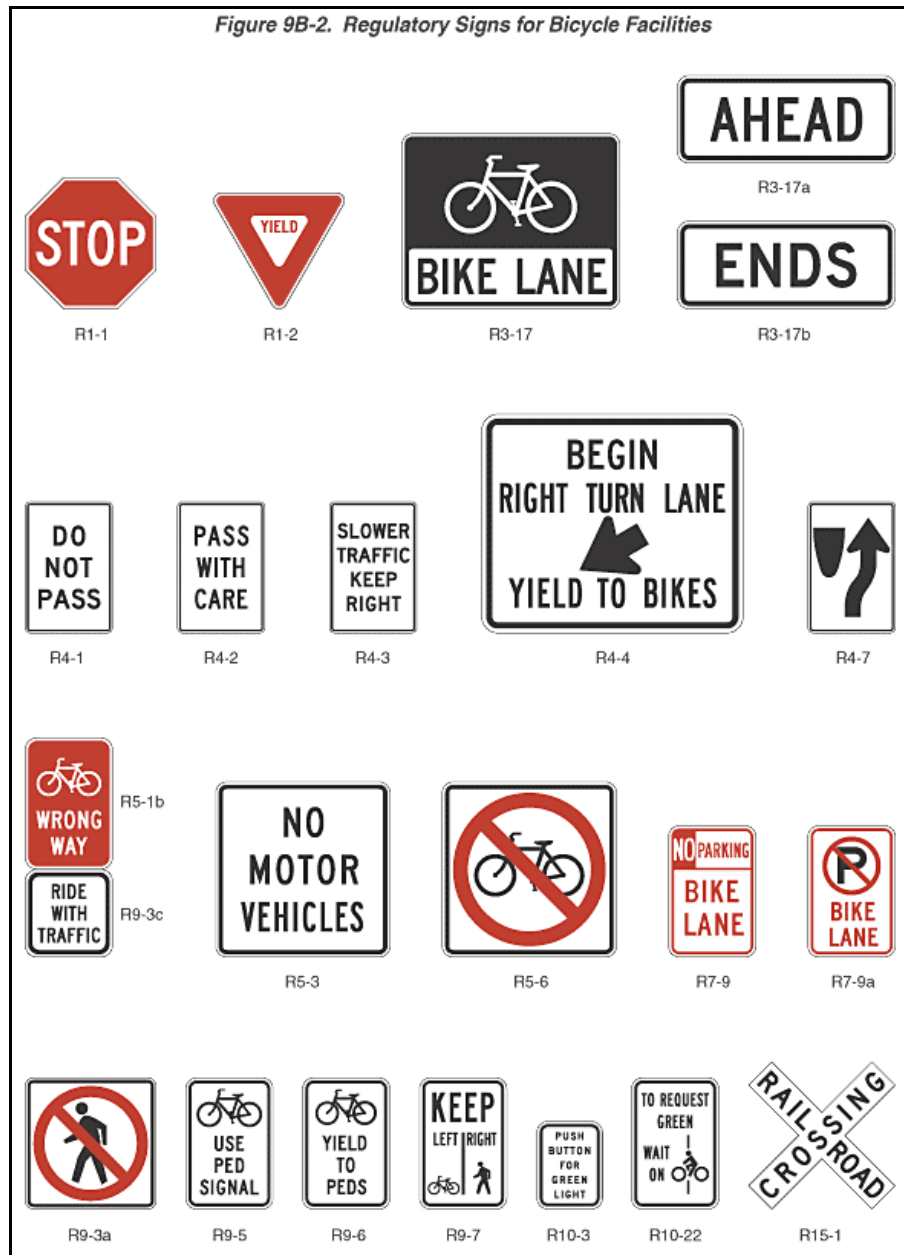 Figure 9B-2. Regulatory Signs for Bicycle Facilities
STOP
R1-1
YIELD
R1-2
BIKE LANE
R3-17
AHEAD
R3-17a
ENDS
R3-17b
DO
NOT
PASS
R4-1
PASS
WITH
CARE
R4-2
SLOWER
TRAFFIC
KEEP
RIGHT
R4-3
BEGIN
RIGHT TURN LANE
YIELD TO BIKES
R4-4
R4-7
WRONG
WAY
R5-1b
RIDE
WITH
TRAFFIC
R9-3c
NO
MOTOR
VEHICLES
R5-3
R5-6
NO PARKING
BIKE
LANE
R7-9
P
BIKE
LANE
R7-9a
R9-3a
USE
PED
SIGNAL
R9-5
YIELD
TO
PEDS
R9-6
KEEP
LEFT RIGHT
R9-7
PUSH
BUTTON
FOR
GREEN
LIGHT
R10-3
TO REQUEST
GREEN
WAIT
ON
R10-22
RAILROAD
CROSSING
R15-1